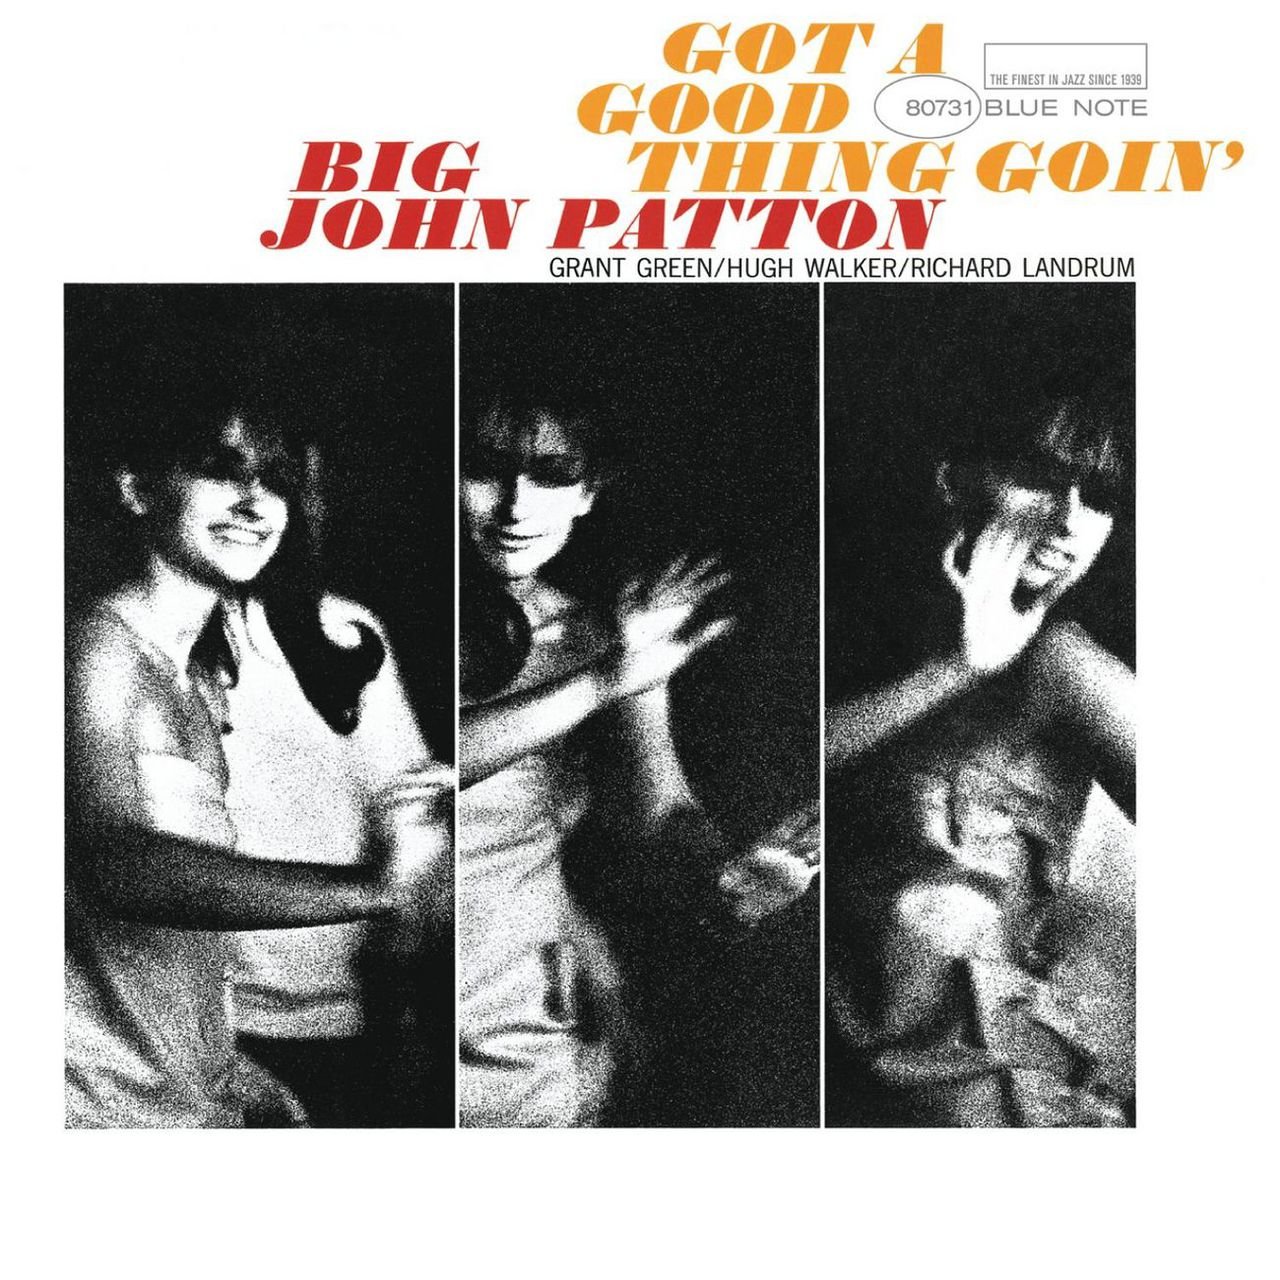 GOT A
GOOD
THING GOIN'
THE FINEST IN JAZZ SINCE 1939
80731 BLUE NOTE
BIG
JOHN PATTON
GRANT GREEN/HUGH WALKER/RICHARD LANDRUM